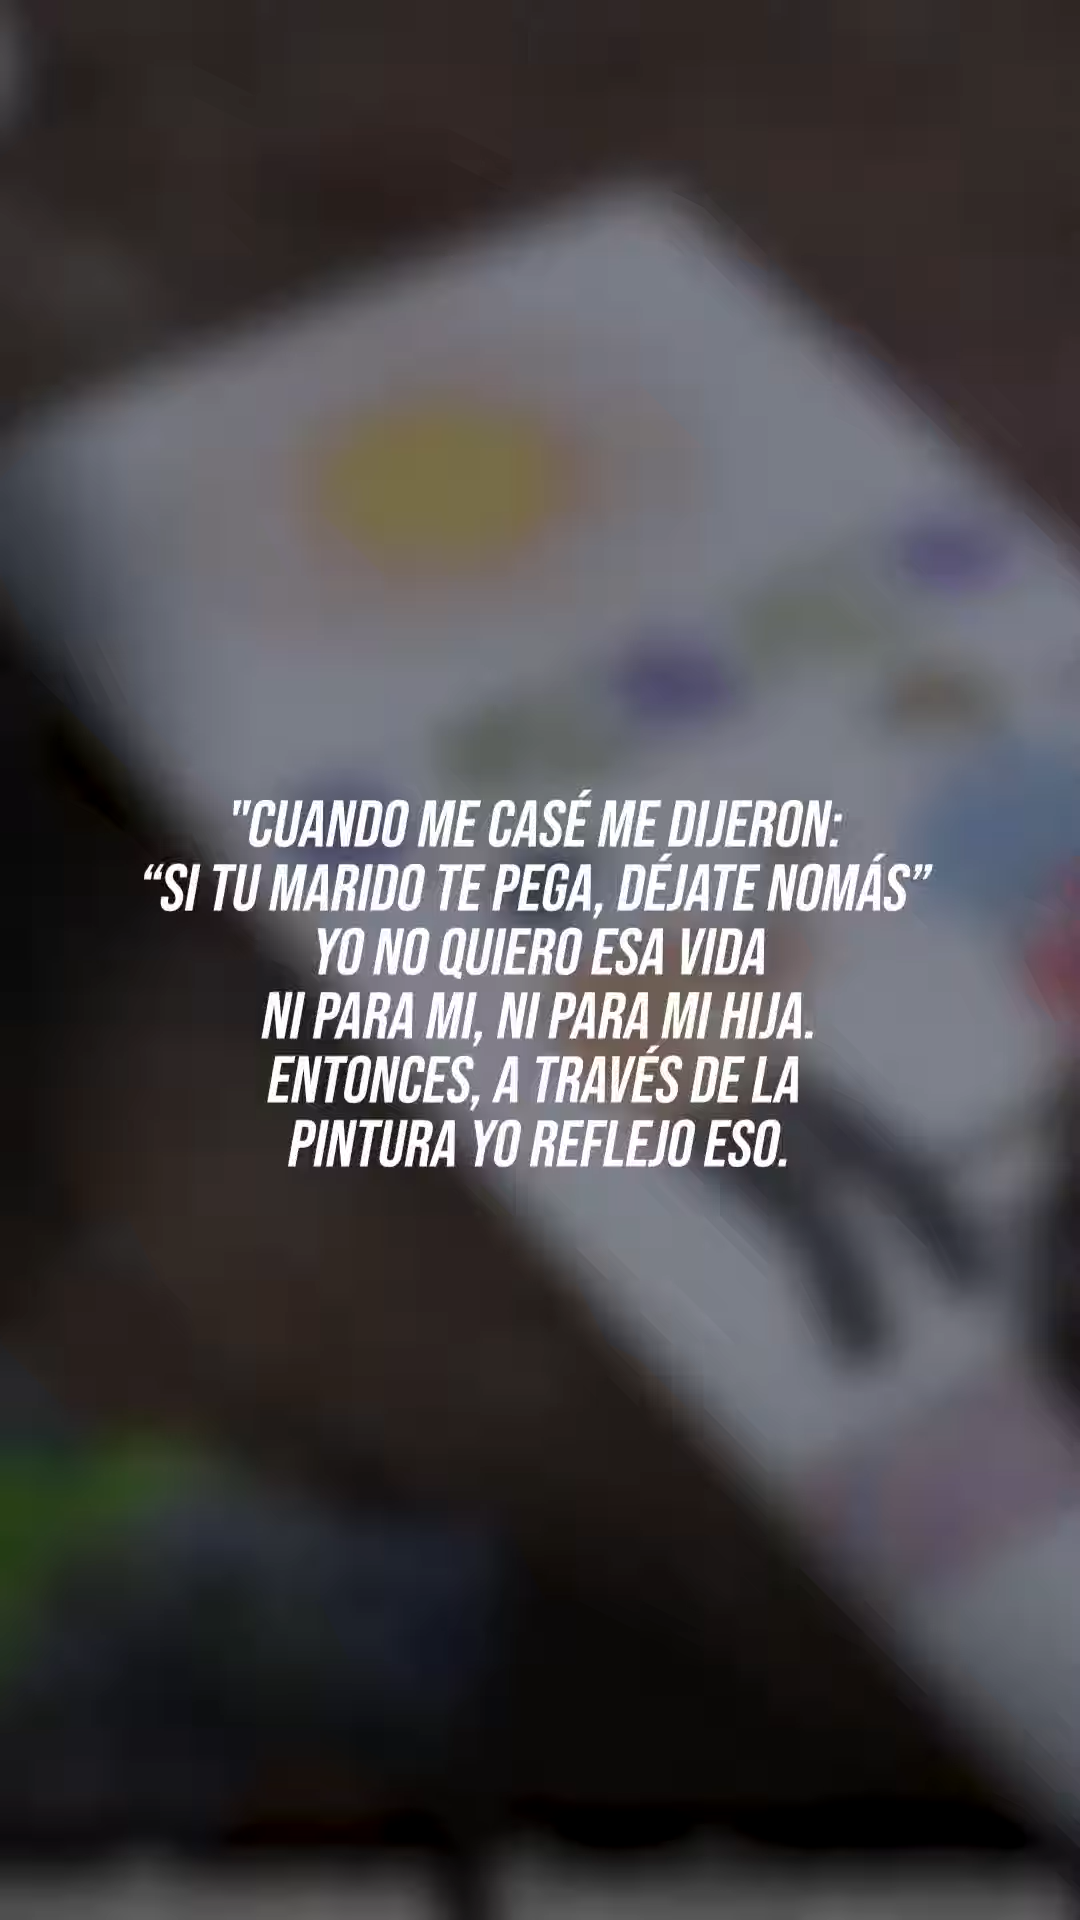 "CUANDO ME CASÉ ME DIJERON:
“SI TU MARIDO TE PEGA, DÉJATE NOMÁS”
YO NO QUIERO ESA VIDA
NI PARA MI, NI PARA MI HIJA.
ENTONCES, A TRAVÉS DE LA
PINTURA YO REFLEJO ESO.